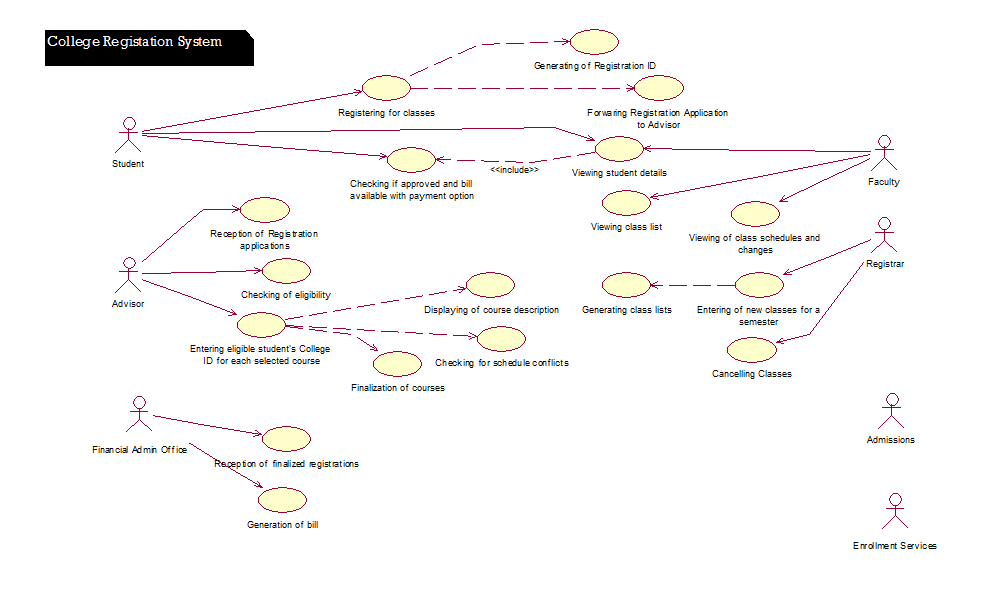 College Registation System
Generating of Registration ID
Registering for classes
Forwaring Registration Application
to Advisor
Student
<<include>>
Checking if approved and bill
available with payment option
Viewing student details
Faculty
Viewing class list
Viewing of class schedules and
changes
Reception of Registration
applications
Registrar
Advisor
Checking of eligibility
Displaying of course description
Generating class lists
Entering of new classes for a
semester
Entering eligible student's College
ID for each selected course
Checking for schedule conflicts
Finalization of courses
Cancelling Classes
Financial Admin Office
Reception of finalized registrations
Generation of bill
Admissions
Enrollment Services